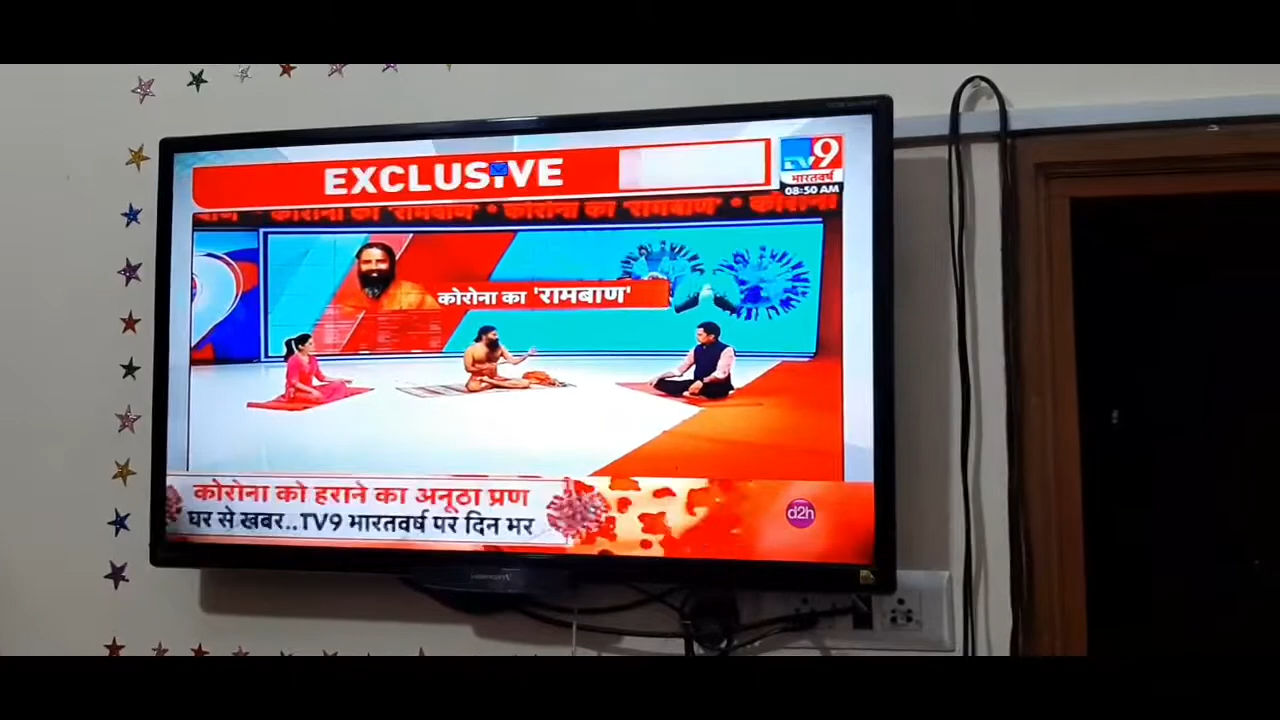 EXCLUSIVE
TV9
भारतवर्ष
08:50 AM
कोरोना का 'रामबाण' * कोरोना का 'रामबाण' * कोरोना
कोरोना का 'रामबाण'
कोरोना को हराने का अनूठा प्रण
घर से खबर..TV9 भारतवर्ष पर दिन भर
d2h